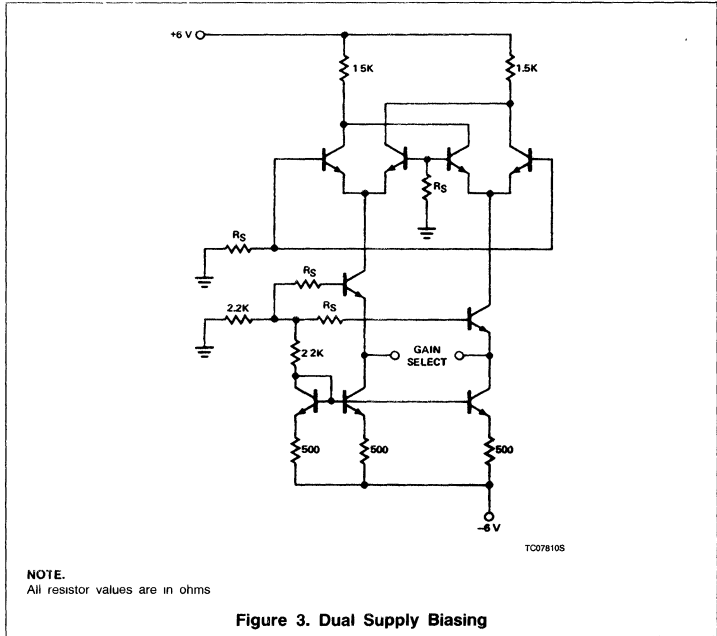 +6 V
1 5K
1.5K
RS
RS
RS
2.2K
RS
2 2K
GAIN
SELECT
500
500
500
–6 V
TC07810S
NOTE.
All resistor values are in ohms
Figure 3. Dual Supply Biasing